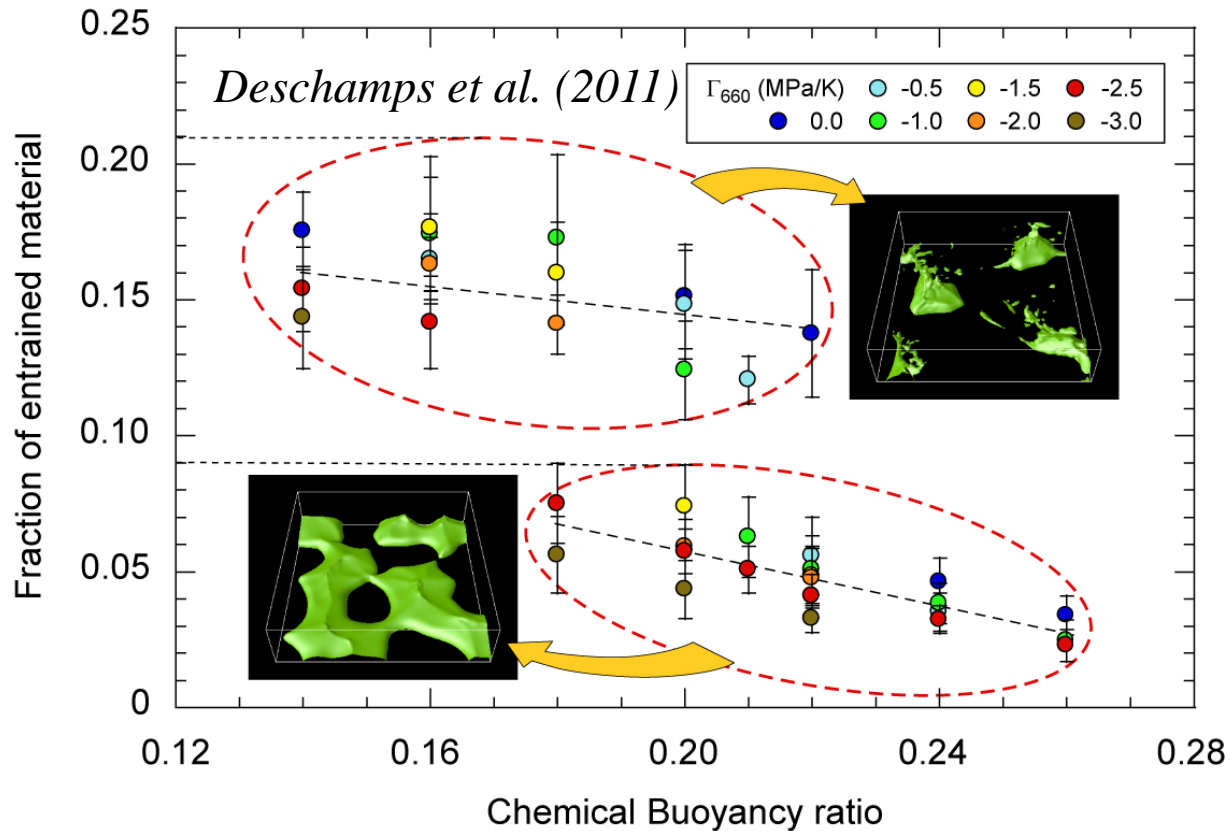 Deschamps et al. (2011)
Γ660 (MPa/K) -0.5 -1.5 -2.5
0.0 -1.0 -2.0 -3.0
0.25
0.20
0.15
0.10
0.05
0
Fraction of entrained material
0.12 0.16 0.20 0.24 0.28
Chemical Buoyancy ratio